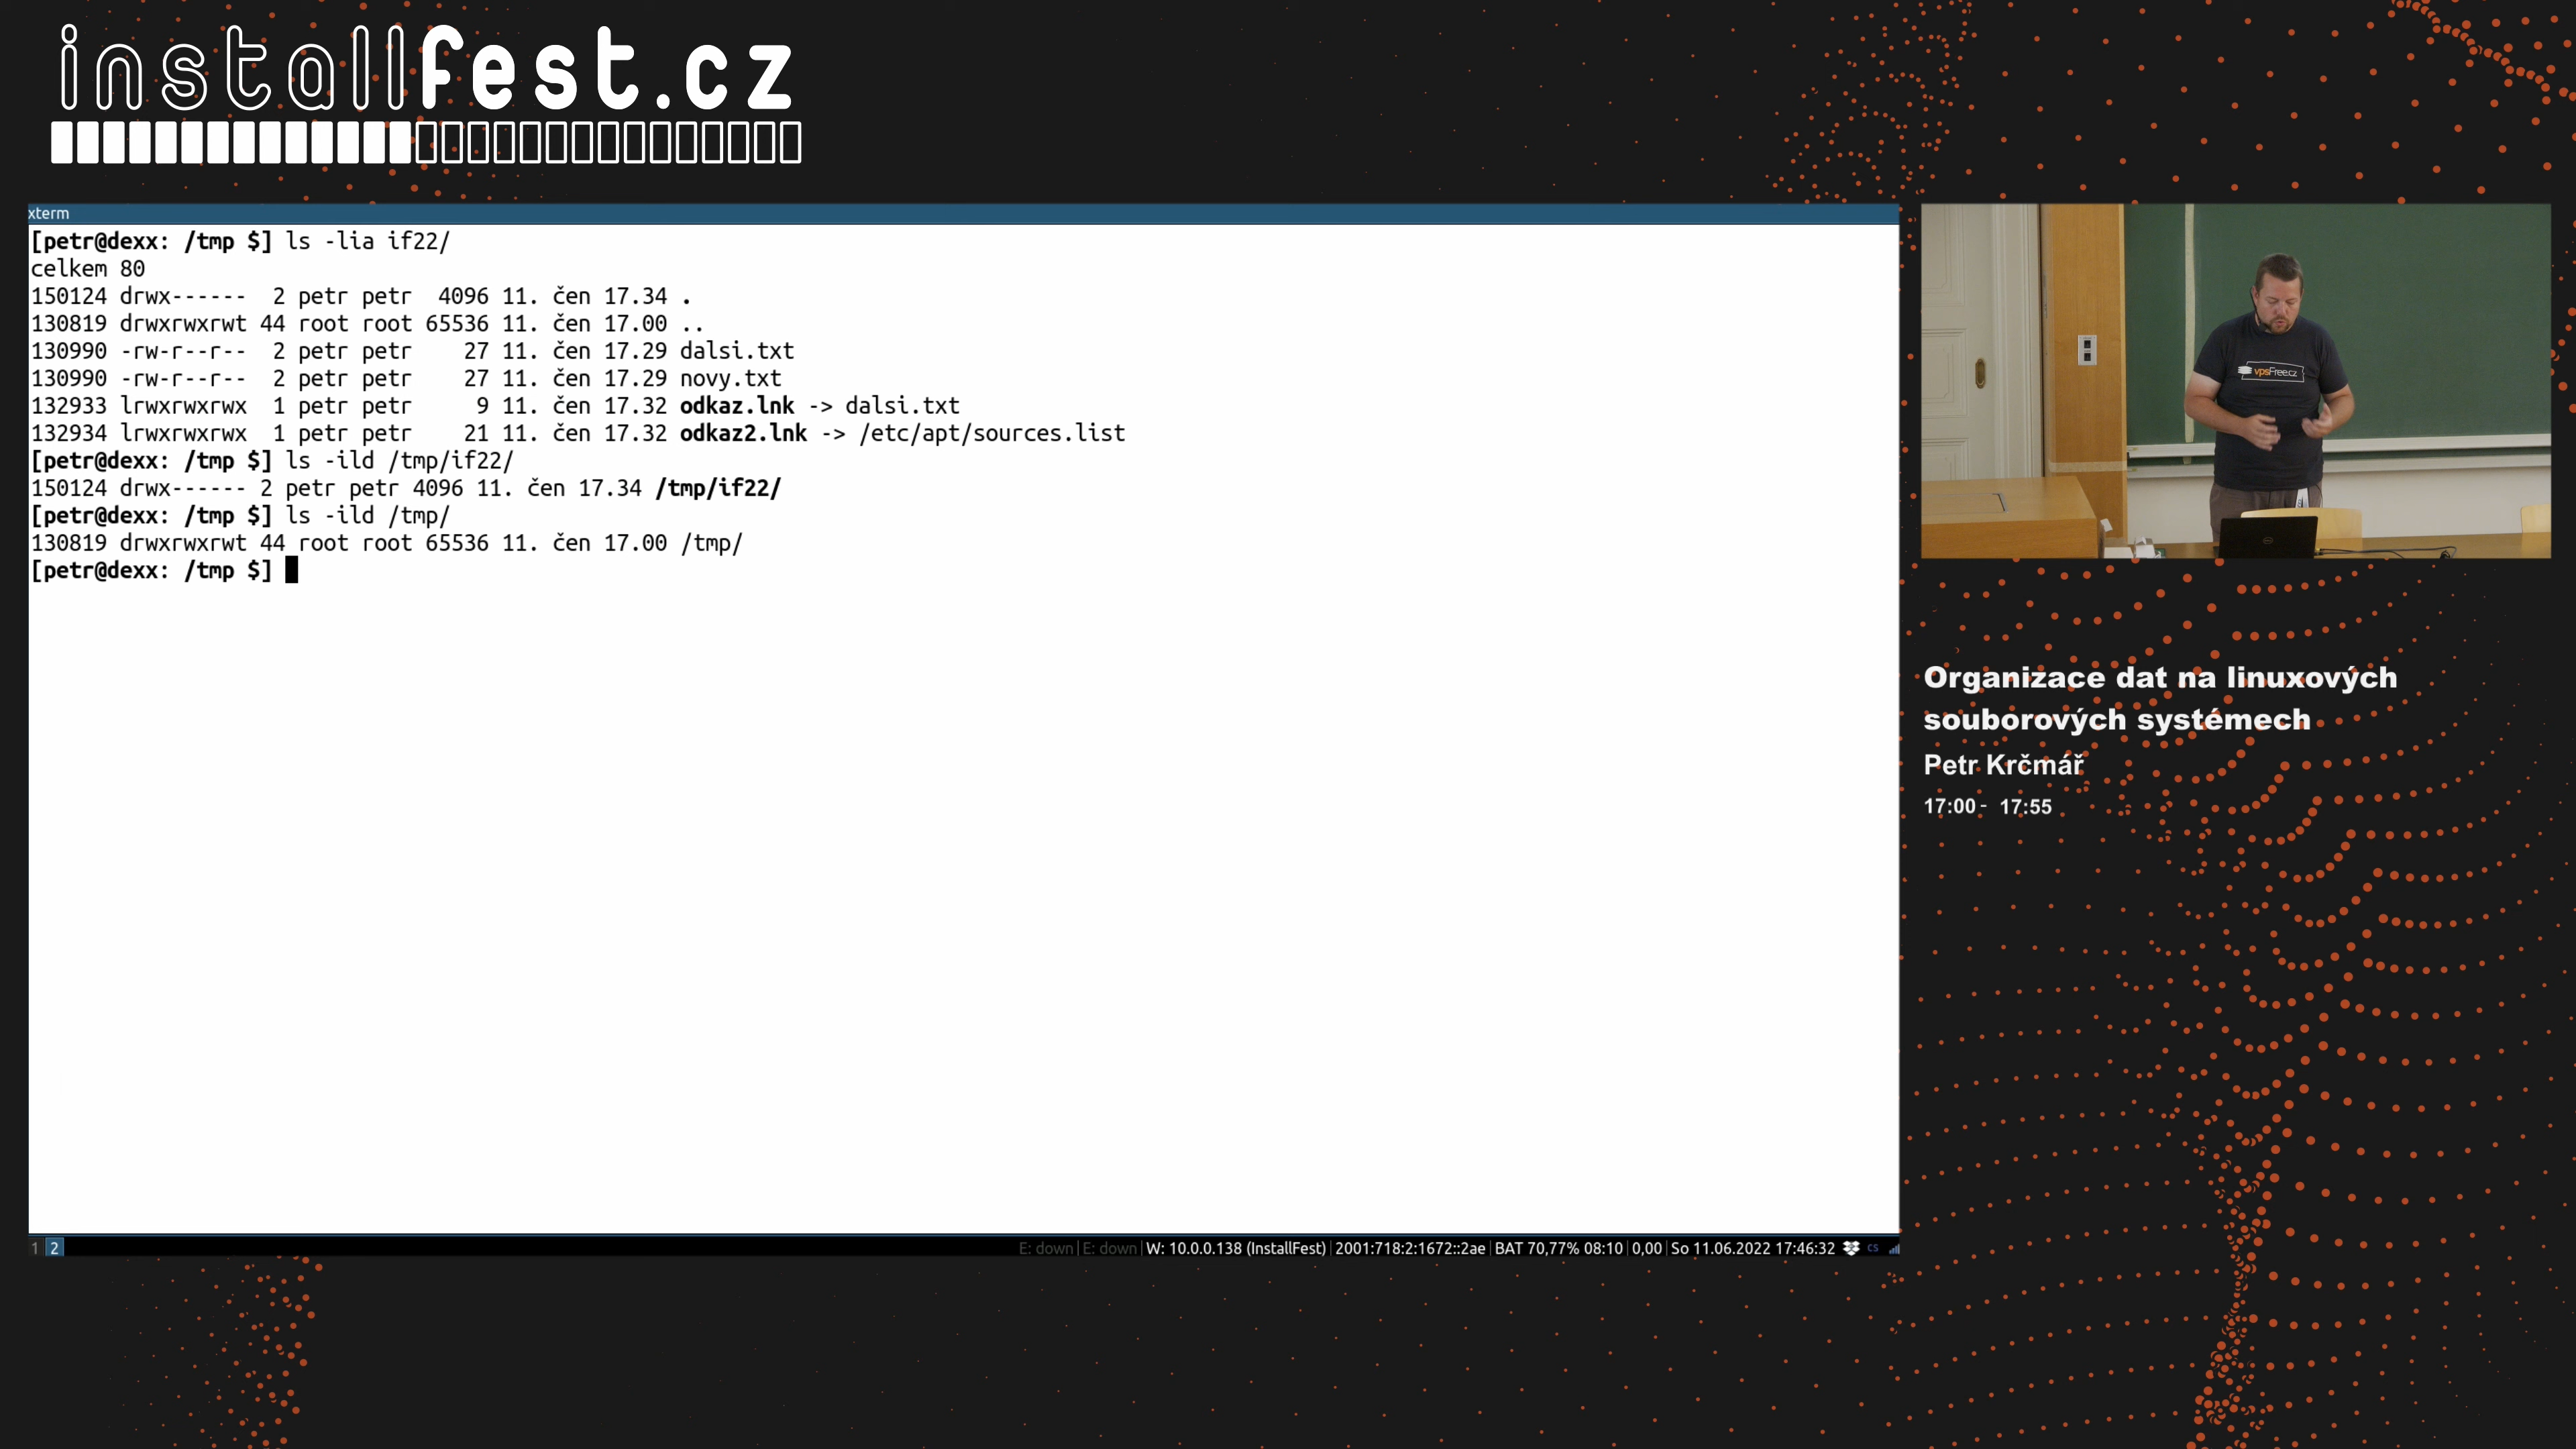 installfest.cz
xterm
[petr@dexx: /tmp $] ls -lia if22/
celkem 80
150124 drwx------  2 petr petr  4096 11. čen 17.34 .
130819 drwxrwxrwt 44 root root 65536 11. čen 17.00 ..
130990 -rw-r--r--  2 petr petr    27 11. čen 17.29 dalsi.txt
130990 -rw-r--r--  2 petr petr    27 11. čen 17.29 novy.txt
132933 lrwxrwxrwx  1 petr petr     9 11. čen 17.32 odkaz.lnk -> dalsi.txt
132934 lrwxrwxrwx  1 petr petr    21 11. čen 17.32 odkaz2.lnk -> /etc/apt/sources.list
[petr@dexx: /tmp $] ls -ild /tmp/if22/
150124 drwx------ 2 petr petr 4096 11. čen 17.34 /tmp/if22/
[petr@dexx: /tmp $] ls -ild /tmp/
130819 drwxrwxrwt 44 root root 65536 11. čen 17.00 /tmp/
[petr@dexx: /tmp $]
1 2
E: down | E: down | W: 10.0.0.138 (InstallFest) | 2001:718:2:1672::2ae | BAT 70,77% 08:10 | 0,00 | So 11.06.2022 17:46:32 cs
vpsFree.cz
Organizace dat na linuxových
souborových systémech
Petr Krčmář
17:00 - 17:55